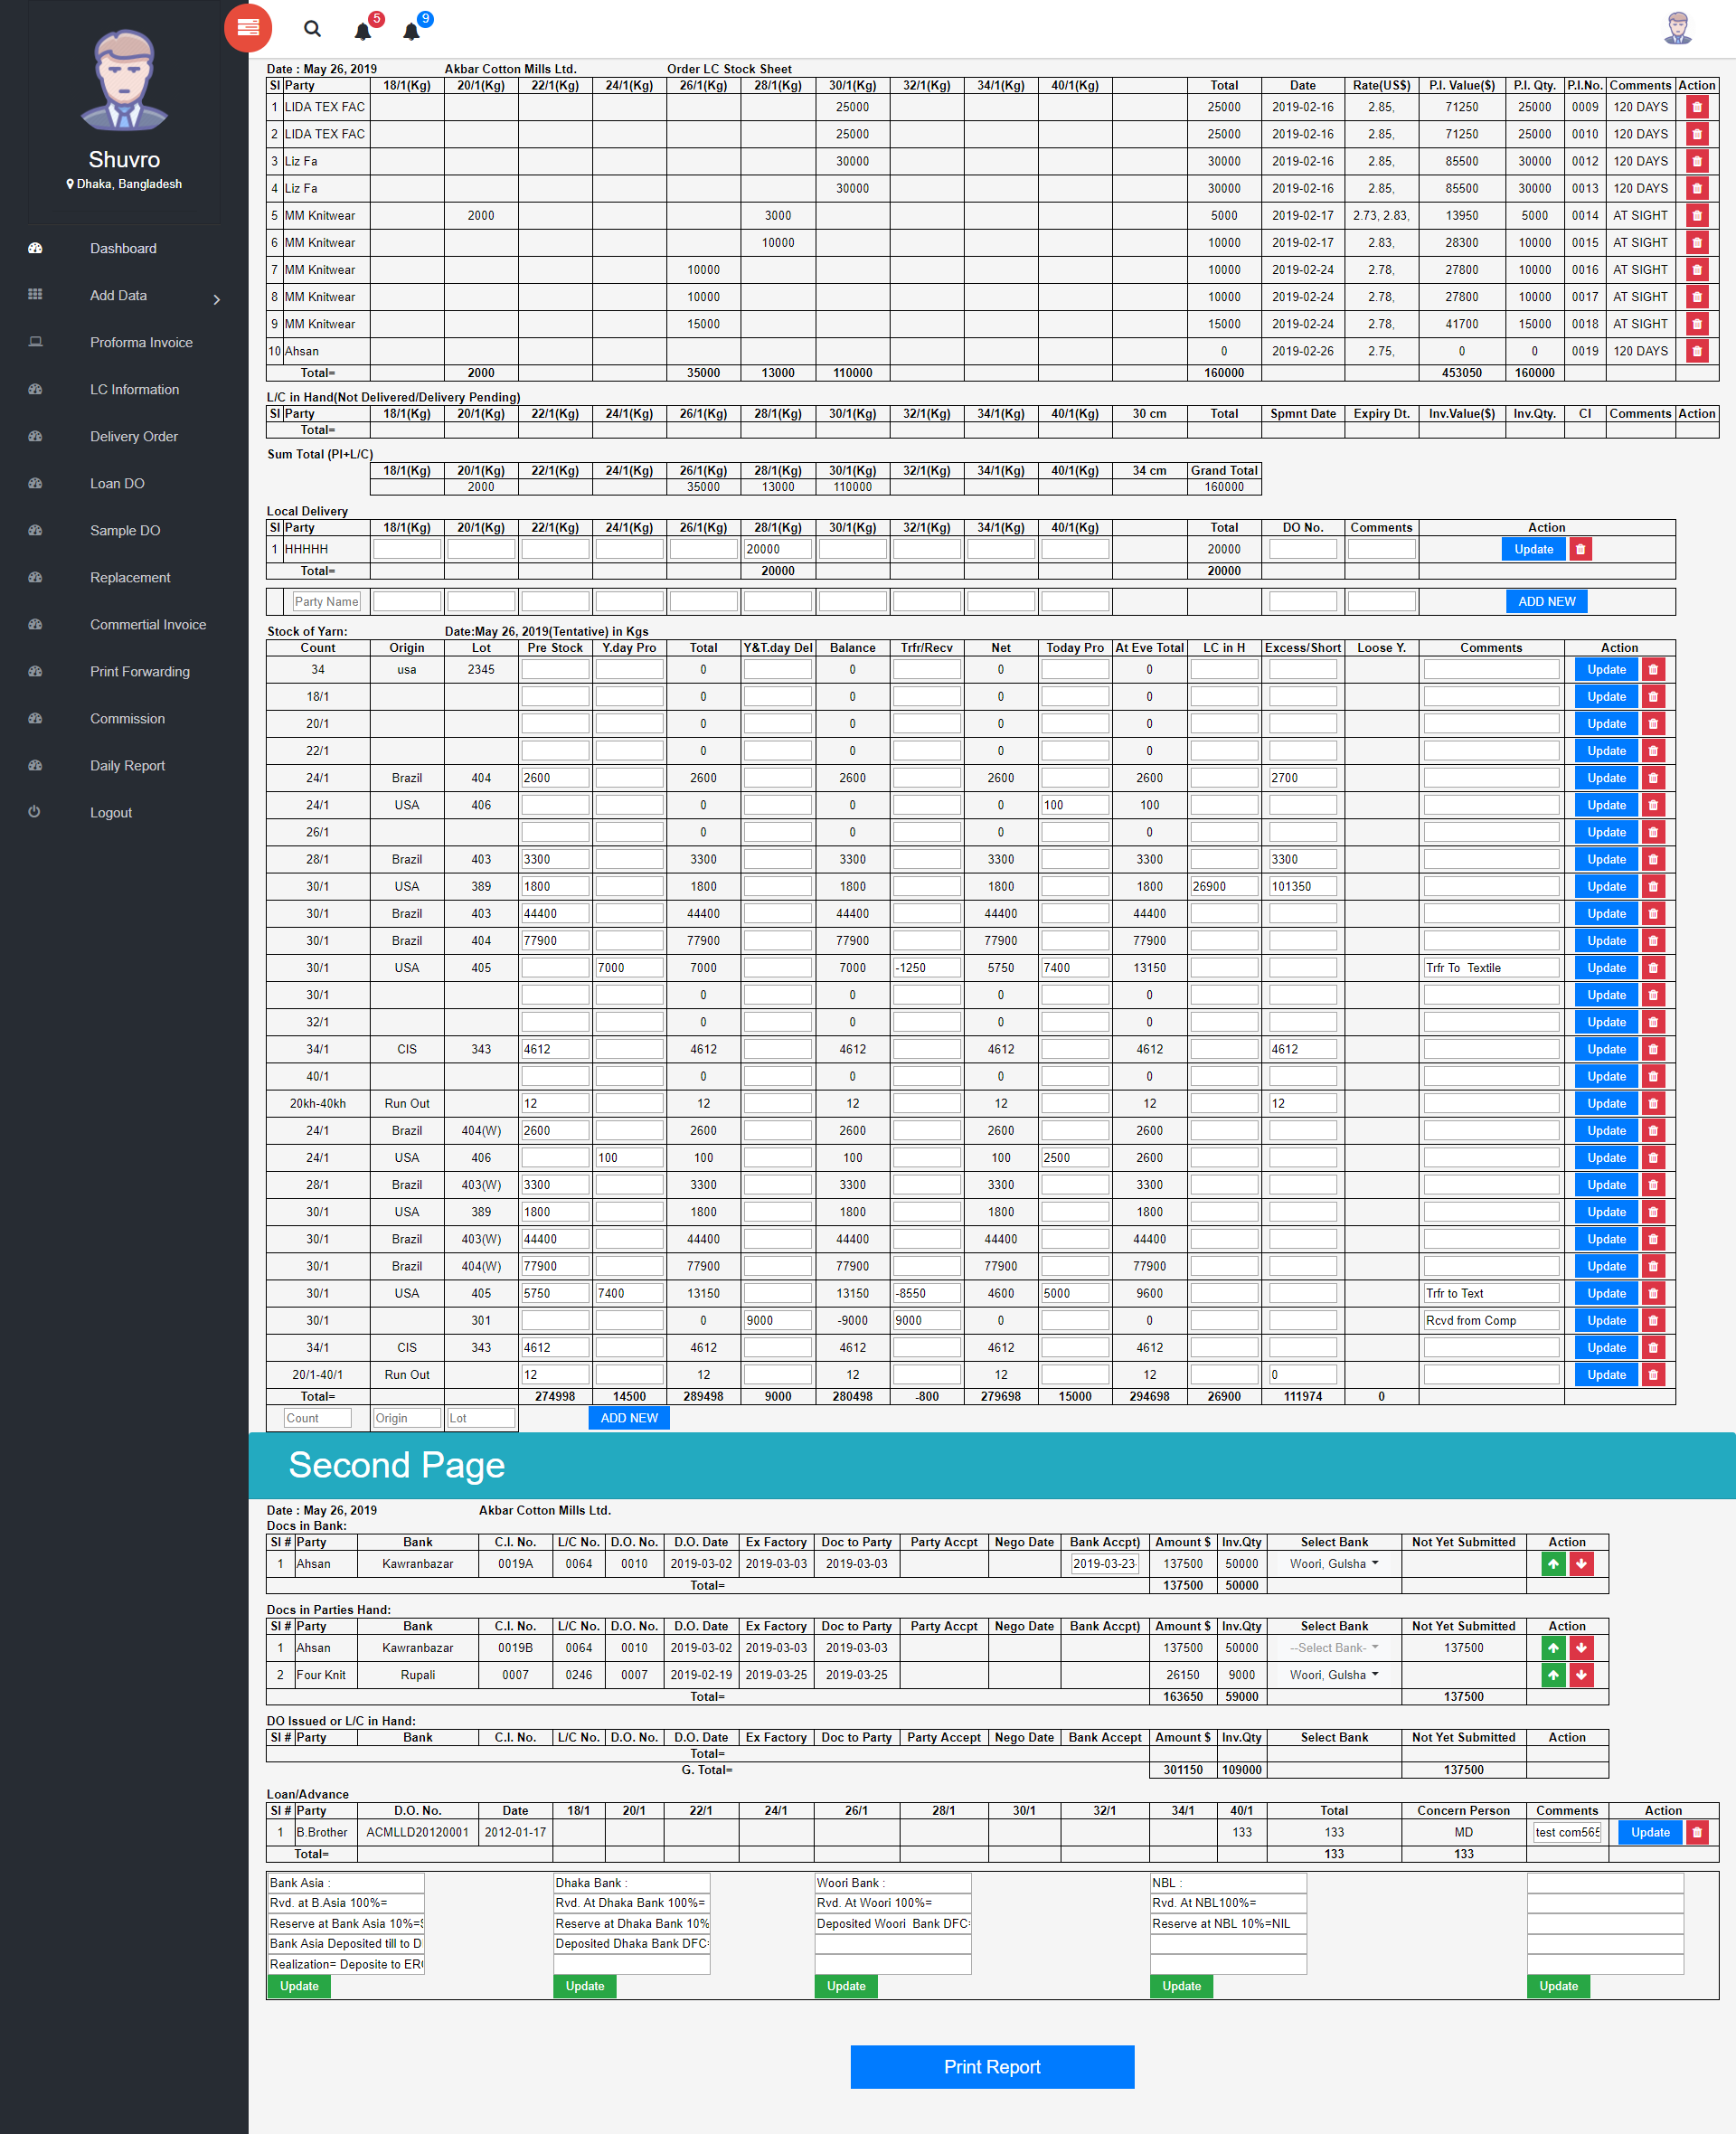 5 9
Shuvro
Dhaka, Bangladesh
Dashboard
Add Data
Proforma Invoice
LC Information
Delivery Order
Loan DO
Sample DO
Replacement
Commertial Invoice
Print Forwarding
Commission
Daily Report
Logout
Date : May 26, 2019 Akbar Cotton Mills Ltd. Order LC Stock Sheet
Sl Party 18/1(Kg) 20/1(Kg) 22/1(Kg) 24/1(Kg) 26/1(Kg) 28/1(Kg) 30/1(Kg) 32/1(Kg) 34/1(Kg) 40/1(Kg) Total Date Rate(US$) P.I. Value($) P.I. Qty. P.I.No. Comments Action
1 LIDA TEX FAC 25000 25000 2019-02-16 2.85, 71250 25000 0009 120 DAYS
2 LIDA TEX FAC 25000 25000 2019-02-16 2.85, 71250 25000 0010 120 DAYS
3 Liz Fa 30000 30000 2019-02-16 2.85, 85500 30000 0012 120 DAYS
4 Liz Fa 30000 30000 2019-02-16 2.85, 85500 30000 0013 120 DAYS
5 MM Knitwear 2000 3000 5000 2019-02-17 2.73, 2.83, 13950 5000 0014 AT SIGHT
6 MM Knitwear 10000 10000 2019-02-17 2.83, 28300 10000 0015 AT SIGHT
7 MM Knitwear 10000 10000 2019-02-24 2.78, 27800 10000 0016 AT SIGHT
8 MM Knitwear 10000 10000 2019-02-24 2.78, 27800 10000 0017 AT SIGHT
9 MM Knitwear 15000 15000 2019-02-24 2.78, 41700 15000 0018 AT SIGHT
10 Ahsan 0 2019-02-26 2.75, 0 0 0019 120 DAYS
Total= 2000 35000 13000 110000 160000 453050 160000
L/C in Hand(Not Delivered/Delivery Pending)
Sl Party 18/1(Kg) 20/1(Kg) 22/1(Kg) 24/1(Kg) 26/1(Kg) 28/1(Kg) 30/1(Kg) 32/1(Kg) 34/1(Kg) 40/1(Kg) 30 cm Total Spmnt Date Expiry Dt. Inv.Value($) Inv.Qty. CI Comments Action
Total=
Sum Total (PI+L/C)
18/1(Kg) 20/1(Kg) 22/1(Kg) 24/1(Kg) 26/1(Kg) 28/1(Kg) 30/1(Kg) 32/1(Kg) 34/1(Kg) 40/1(Kg) 34 cm Grand Total
2000 35000 13000 110000 160000
Local Delivery
Sl Party 18/1(Kg) 20/1(Kg) 22/1(Kg) 24/1(Kg) 26/1(Kg) 28/1(Kg) 30/1(Kg) 32/1(Kg) 34/1(Kg) 40/1(Kg) Total DO No. Comments Action
1 HHHHH 20000 20000 Update
Total= 20000 20000
Party Name ADD NEW
Stock of Yarn: Date:May 26, 2019(Tentative) in Kgs
Count Origin Lot Pre Stock Y.day Pro Total Y&T.day Del Balance Trfr/Recv Net Today Pro At Eve Total LC in H Excess/Short Loose Y. Comments Action
34 usa 2345 0 0 0 0 Update
18/1 0 0 0 0 Update
20/1 0 0 0 0 Update
22/1 0 0 0 0 Update
24/1 Brazil 404 2600 2600 2600 2600 2600 2700 Update
24/1 USA 406 0 0 0 100 100 Update
26/1 0 0 0 0 Update
28/1 Brazil 403 3300 3300 3300 3300 3300 3300 Update
30/1 USA 389 1800 1800 1800 1800 1800 26900 101350 Update
30/1 Brazil 403 44400 44400 44400 44400 44400 Update
30/1 Brazil 404 77900 77900 77900 77900 77900 Update
30/1 USA 405 7000 7000 7000 -1250 5750 7400 13150 Trfr To Textile Update
30/1 0 0 0 0 Update
32/1 0 0 0 0 Update
34/1 CIS 343 4612 4612 4612 4612 4612 4612 Update
40/1 0 0 0 0 Update
20kh-40kh Run Out 12 12 12 12 12 12 Update
24/1 Brazil 404(W) 2600 2600 2600 2600 2600 Update
24/1 USA 406 100 100 100 100 2500 2600 Update
28/1 Brazil 403(W) 3300 3300 3300 3300 3300 Update
30/1 USA 389 1800 1800 1800 1800 1800 Update
30/1 Brazil 403(W) 44400 44400 44400 44400 44400 Update
30/1 Brazil 404(W) 77900 77900 77900 77900 77900 Update
30/1 USA 405 5750 7400 13150 13150 -8550 4600 5000 9600 Trfr to Text Update
30/1 301 0 9000 -9000 9000 0 0 Rcvd from Comp Update
34/1 CIS 343 4612 4612 4612 4612 4612 Update
20/1-40/1 Run Out 12 12 12 12 12 0 Update
Total= 274998 14500 289498 9000 280498 -800 279698 15000 294698 26900 111974 0
Count Origin Lot ADD NEW
Second Page
Date : May 26, 2019 Akbar Cotton Mills Ltd.
Docs in Bank:
Sl # Party Bank C.I. No. L/C No. D.O. No. D.O. Date Ex Factory Doc to Party Party Accpt Nego Date Bank Accpt) Amount $ Inv.Qty Select Bank Not Yet Submitted Action
1 Ahsan Kawranbazar 0019A 0064 0010 2019-03-02 2019-03-03 2019-03-03 2019-03-23 137500 50000 Woori, Gulsha
Total= 137500 50000
Docs in Parties Hand:
Sl # Party Bank C.I. No. L/C No. D.O. No. D.O. Date Ex Factory Doc to Party Party Accpt Nego Date Bank Accpt) Amount $ Inv.Qty Select Bank Not Yet Submitted Action
1 Ahsan Kawranbazar 0019B 0064 0010 2019-03-02 2019-03-03 2019-03-03 137500 50000 --Select Bank- 137500
2 Four Knit Rupali 0007 0246 0007 2019-02-19 2019-03-25 2019-03-25 26150 9000 Woori, Gulsha
Total= 163650 59000 137500
DO Issued or L/C in Hand:
Sl # Party Bank C.I. No. L/C No. D.O. No. D.O. Date Ex Factory Doc to Party Party Accept Nego Date Bank Accept Amount $ Inv.Qty Select Bank Not Yet Submitted Action
Total=
G. Total= 301150 109000 137500
Loan/Advance
Sl # Party D.O. No. Date 18/1 20/1 22/1 24/1 26/1 28/1 30/1 32/1 34/1 40/1 Total Concern Person Comments Action
1 B.Brother ACMLLD20120001 2012-01-17 133 133 MD test com565 Update
Total= 133 133
Bank Asia : Dhaka Bank : Woori Bank : NBL :
Rvd. at B.Asia 100%= Rvd. At Dhaka Bank 100%= Rvd. At Woori 100%= Rvd. At NBL100%=
Reserve at Bank Asia 10%=$ Reserve at Dhaka Bank 10% Deposited Woori Bank DFC= Reserve at NBL 10%=NIL
Bank Asia Deposited till to D Deposited Dhaka Bank DFC=
Realization= Deposite to ERQ
Update Update Update Update Update
Print Report